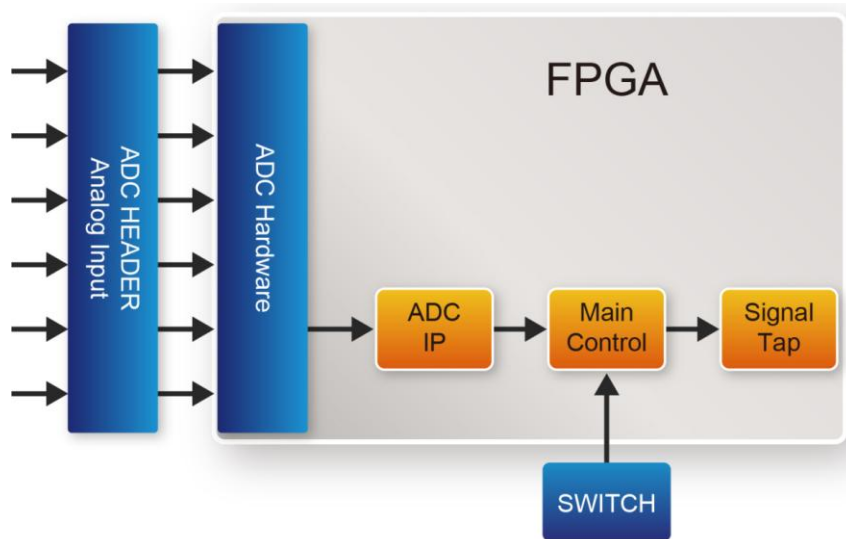 FPGA
ADC HEADER
Analog Input
ADC Hardware
ADC
IP
Main
Control
Signal
Tap
SWITCH